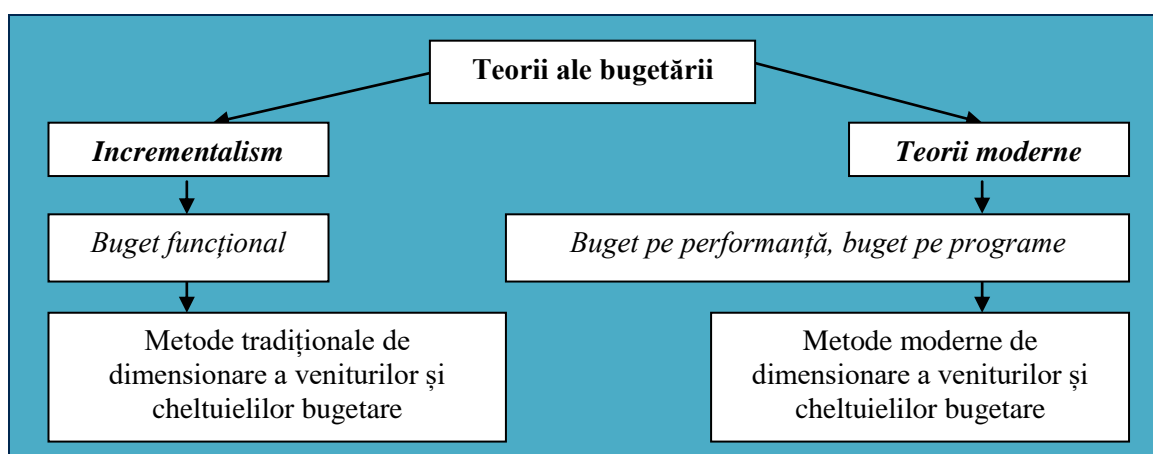 Teorii ale bugetării
Incrementalism
Teorii moderne
Buget funcțional
Buget pe performanță, buget pe programe
Metode tradiționale de
dimensionare a veniturilor și
cheltuielilor bugetare
Metode moderne de
dimensionare a veniturilor și
cheltuielilor bugetare